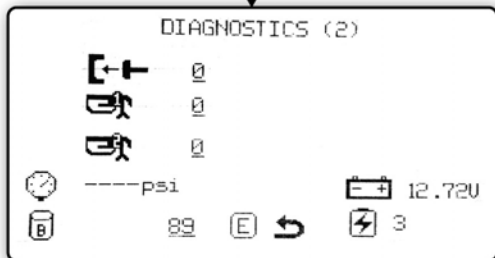 DIAGNOSTICS (2)
0
0
0
----psi
- + 12.72V
B 89 E 3